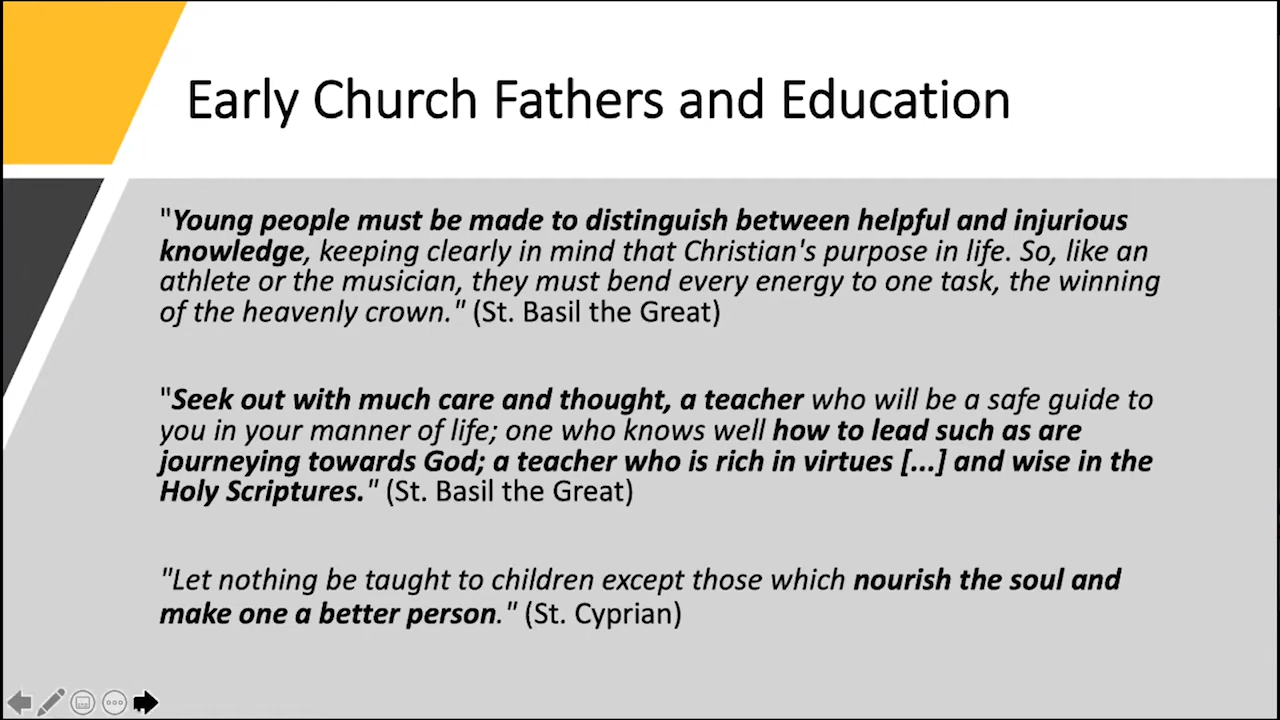 Early Church Fathers and Education
"Young people must be made to distinguish between helpful and injurious
knowledge, keeping clearly in mind that Christian's purpose in life. So, like an
athlete or the musician, they must bend every energy to one task, the winning
of the heavenly crown." (St. Basil the Great)
"Seek out with much care and thought, a teacher who will be a safe guide to
you in your manner of life; one who knows well how to lead such as are
journeying towards God; a teacher who is rich in virtues [...] and wise in the
Holy Scriptures." (St. Basil the Great)
"Let nothing be taught to children except those which nourish the soul and
make one a better person." (St. Cyprian)